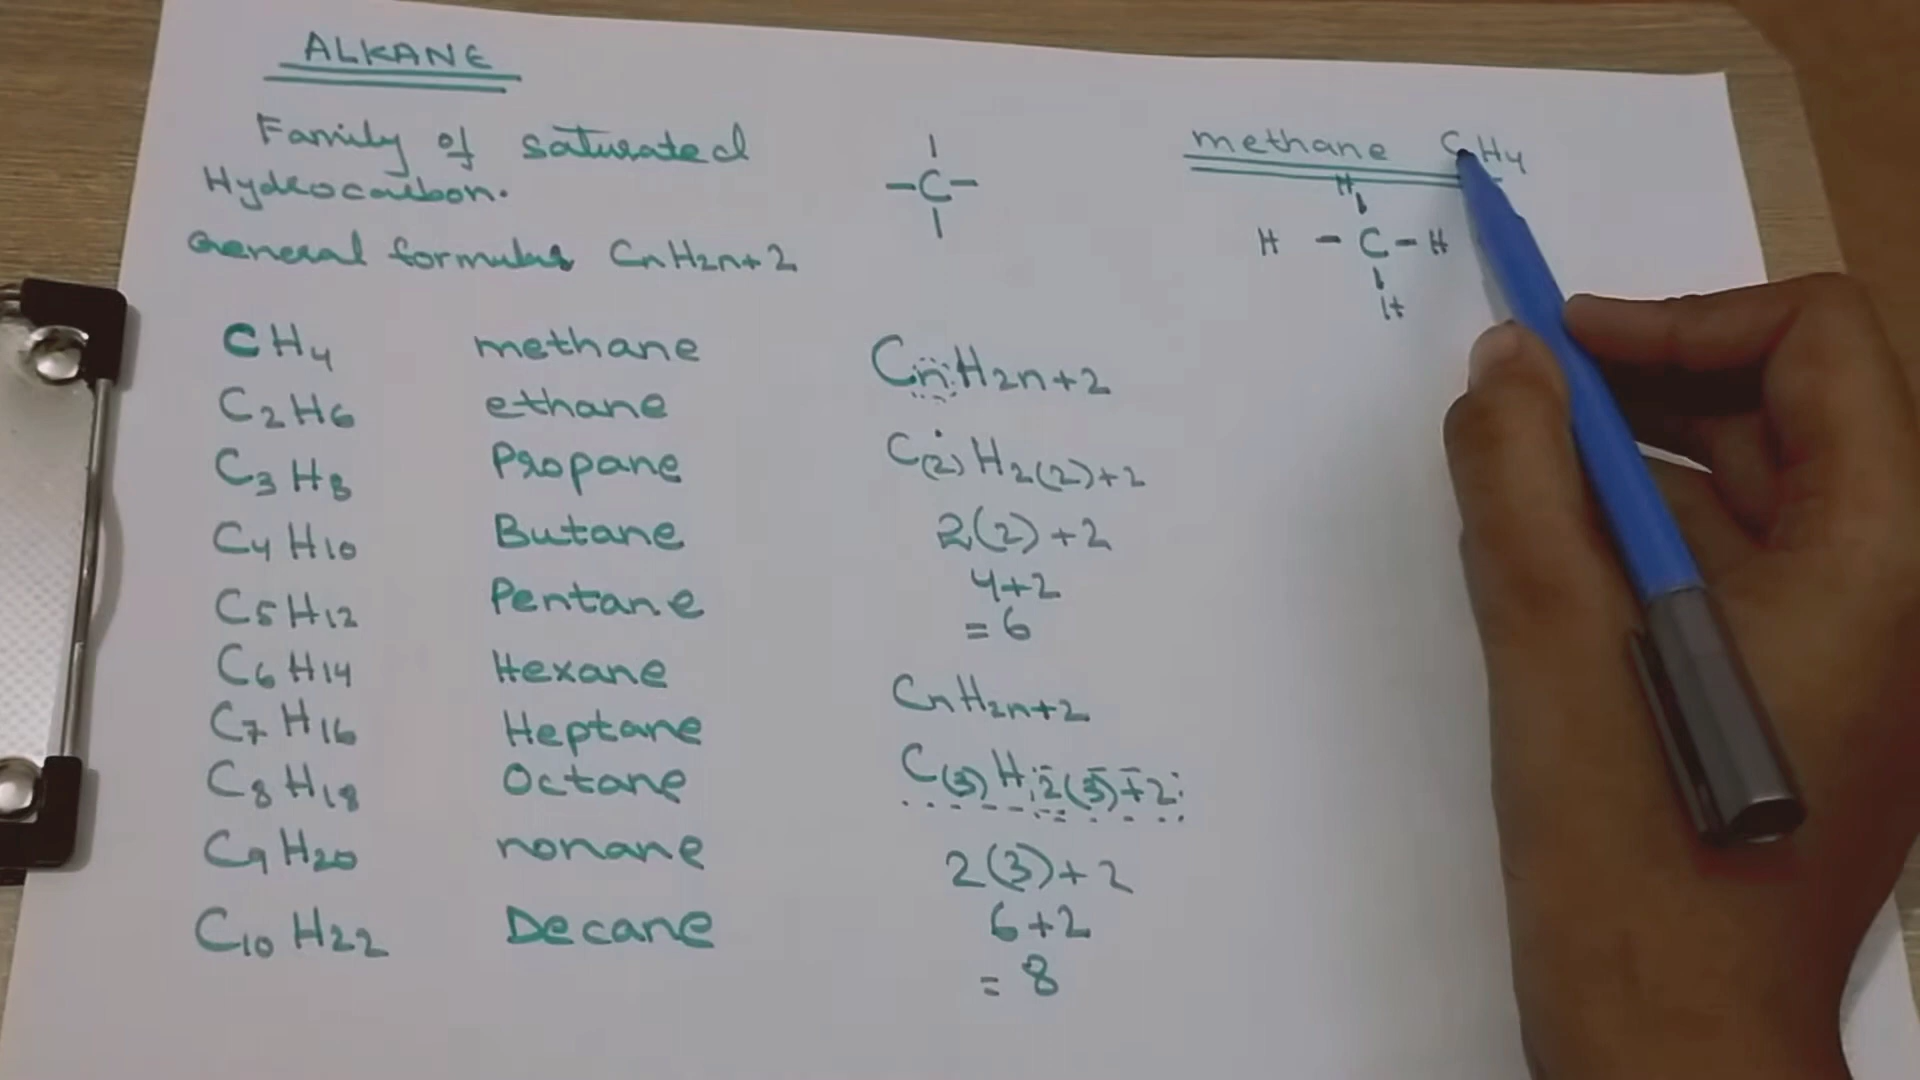 ALKANE
Family of saturated
Hydrocarbon.
General formula CnH2n+2
CH4 methane
C2H6 ethane
C3H8 Propane
C4H10 Butane
C5H12 Pentane
C6H14 Hexane
C7H16 Heptane
C8H18 Octane
C9H20 nonane
C10H22 Decane
|
-C-
|
CnH2n+2
C(2)H2(2)+2
2(2)+2
4+2
=6
CnH2n+2
C(3)H2(3)+2
2(3)+2
6+2
=8
methane CH4
H
H - C - H
H